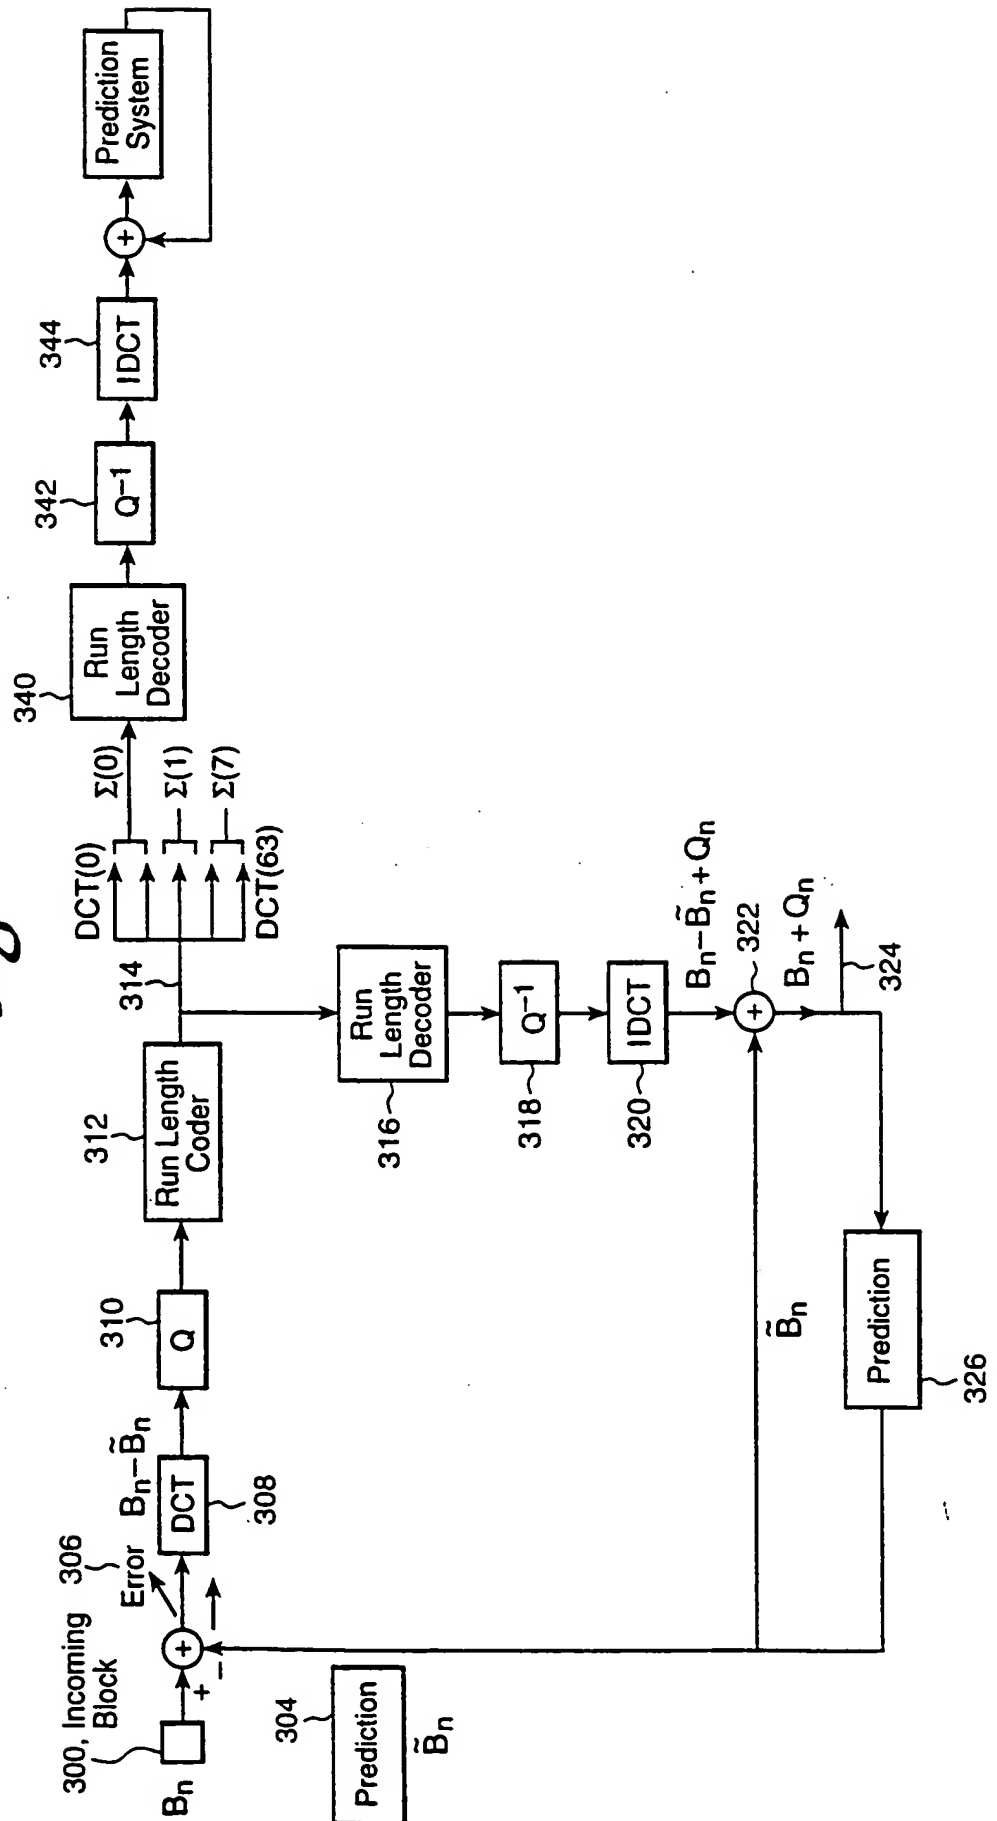 300, Incoming
Block
Bₙ
+
+
−
306
Error
Bₙ−B̃ₙ
DCT
308
310
Q
312
Run Length
Coder
314
DCT(0)
DCT(63)
Σ(0)
Σ(1)
Σ(7)
340
Run
Length
Decoder
342
Q⁻¹
344
IDCT
+
Prediction
System
304
Prediction
B̃ₙ
316
Run
Length
Decoder
318
Q⁻¹
320
IDCT
Bₙ−B̃ₙ+Qₙ
+
322
Bₙ+Qₙ
324
B̃ₙ
Prediction
326